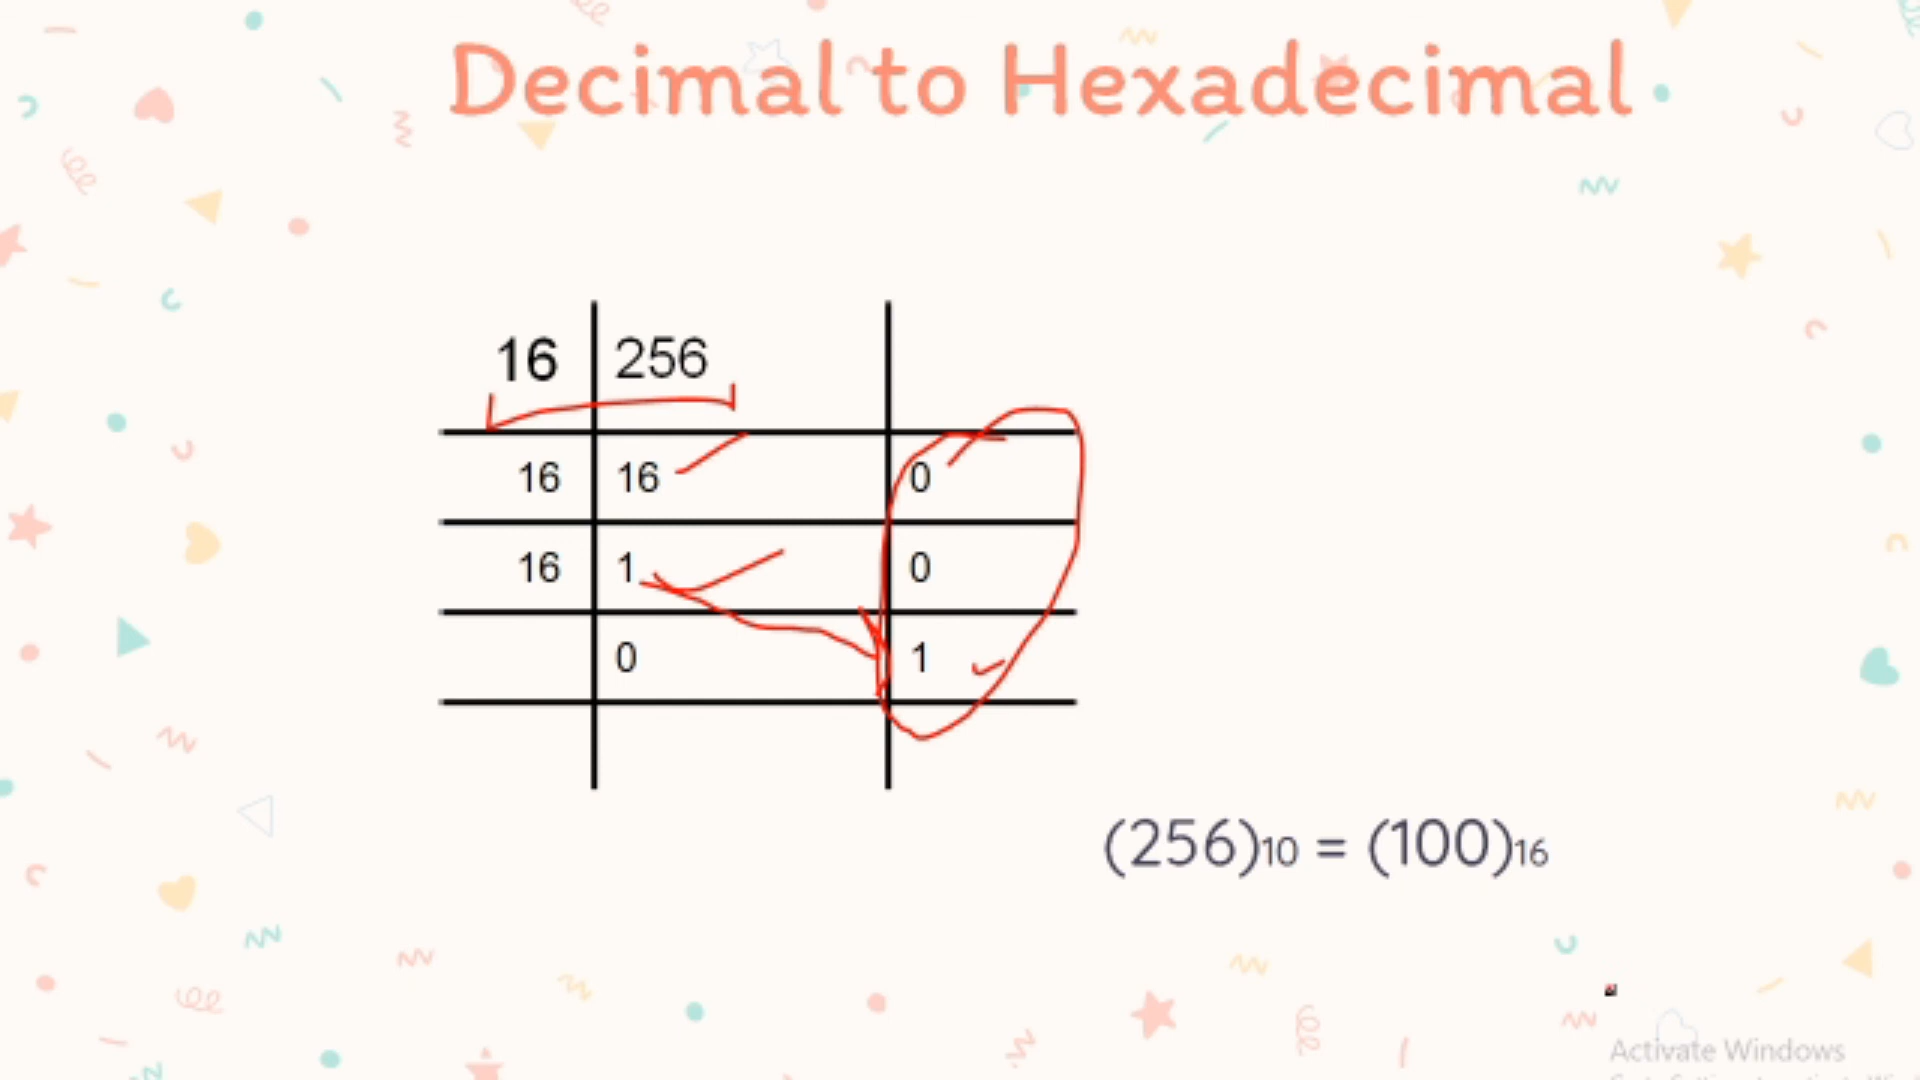 Decimal to Hexadecimal
16 256
16 16 0
16 1 0
0 1
(256)10 = (100)16
Activate Windows